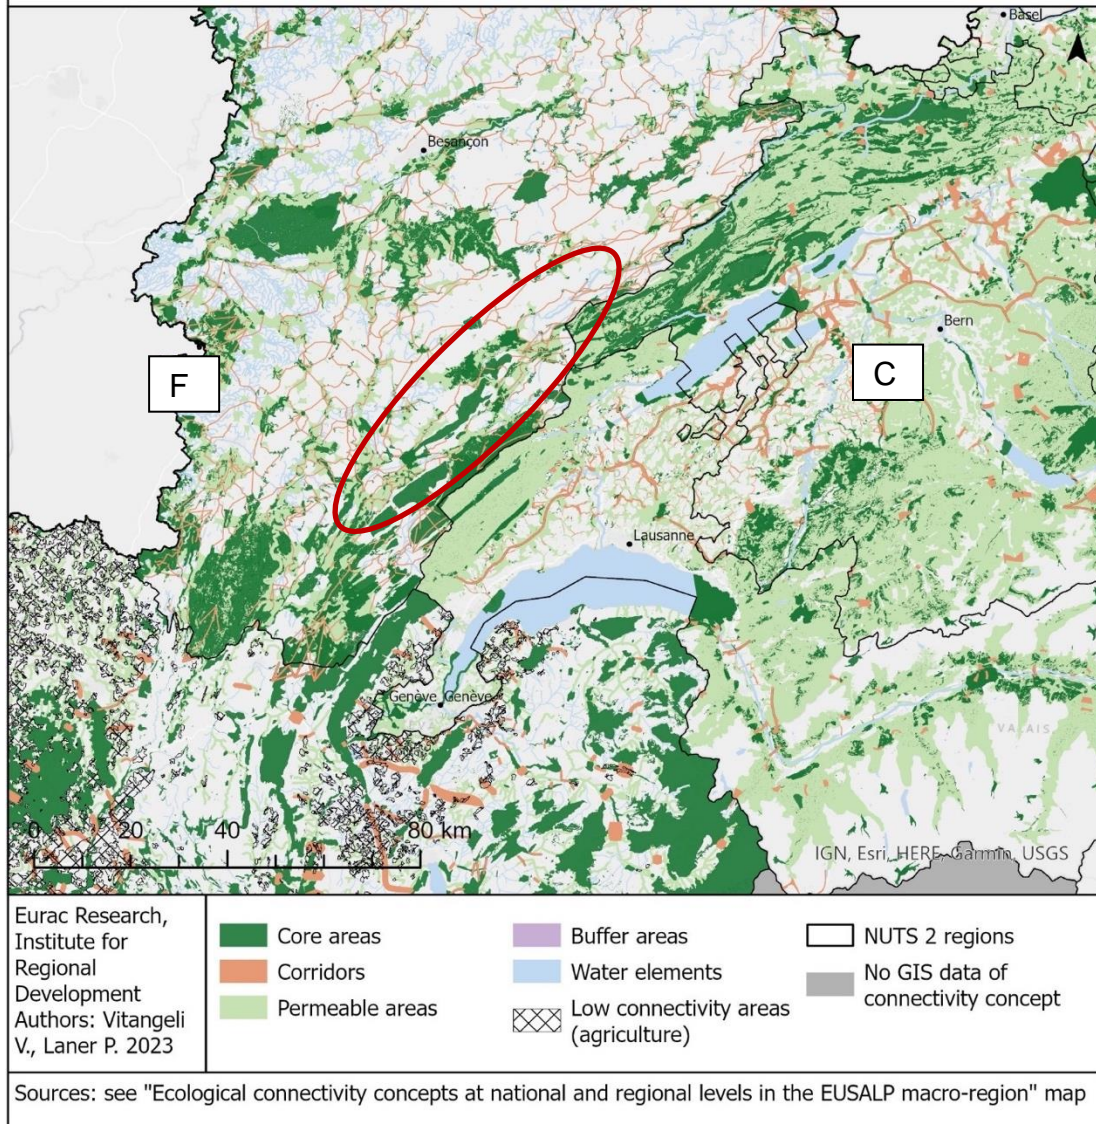 Basel
Besançon
Bern
F
C
Lausanne
Genève Genève
VALAIS
0 20 40 80 km
IGN, Esri, HERE, Garmin, USGS
Eurac Research,
Institute for
Regional
Development
Authors: Vitangeli
V., Laner P. 2023
Core areas
Corridors
Permeable areas
Buffer areas
Water elements
Low connectivity areas
(agriculture)
NUTS 2 regions
No GIS data of
connectivity concept
Sources: see "Ecological connectivity concepts at national and regional levels in the EUSALP macro-region" map